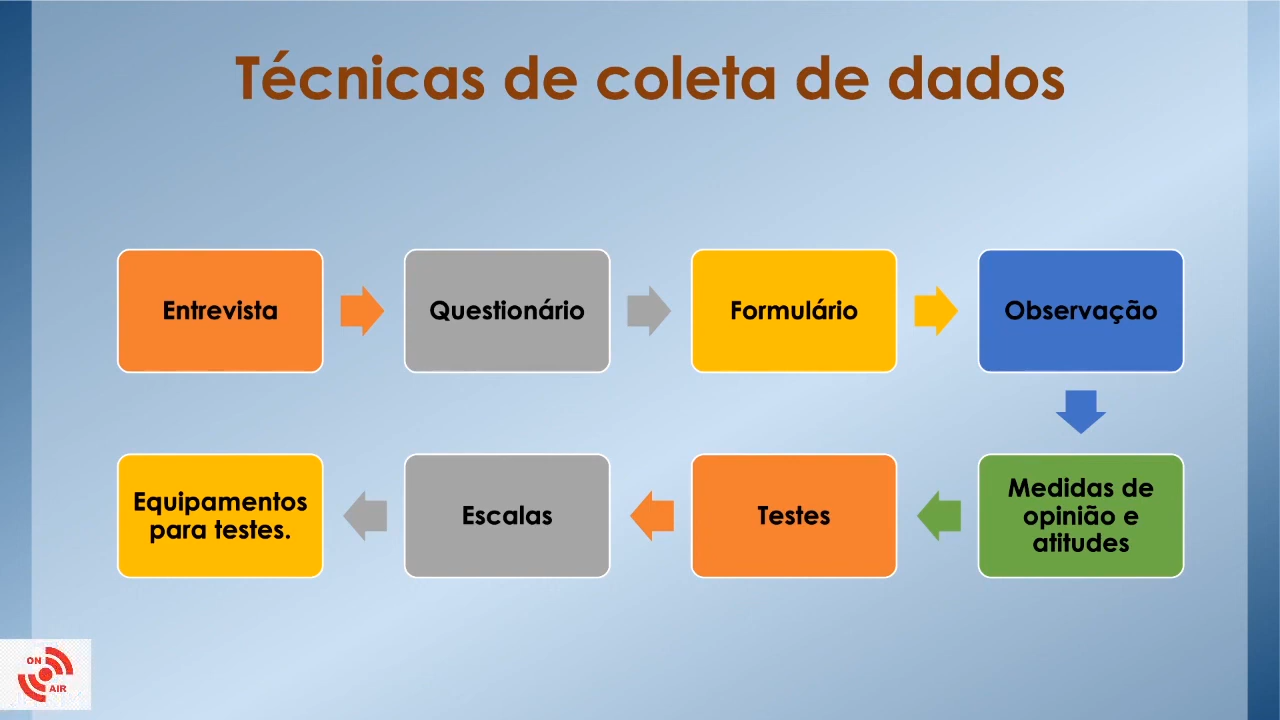 Técnicas de coleta de dados
Entrevista
Questionário
Formulário
Observação
Medidas de
opinião e
atitudes
Testes
Escalas
Equipamentos
para testes.
ON
AIR